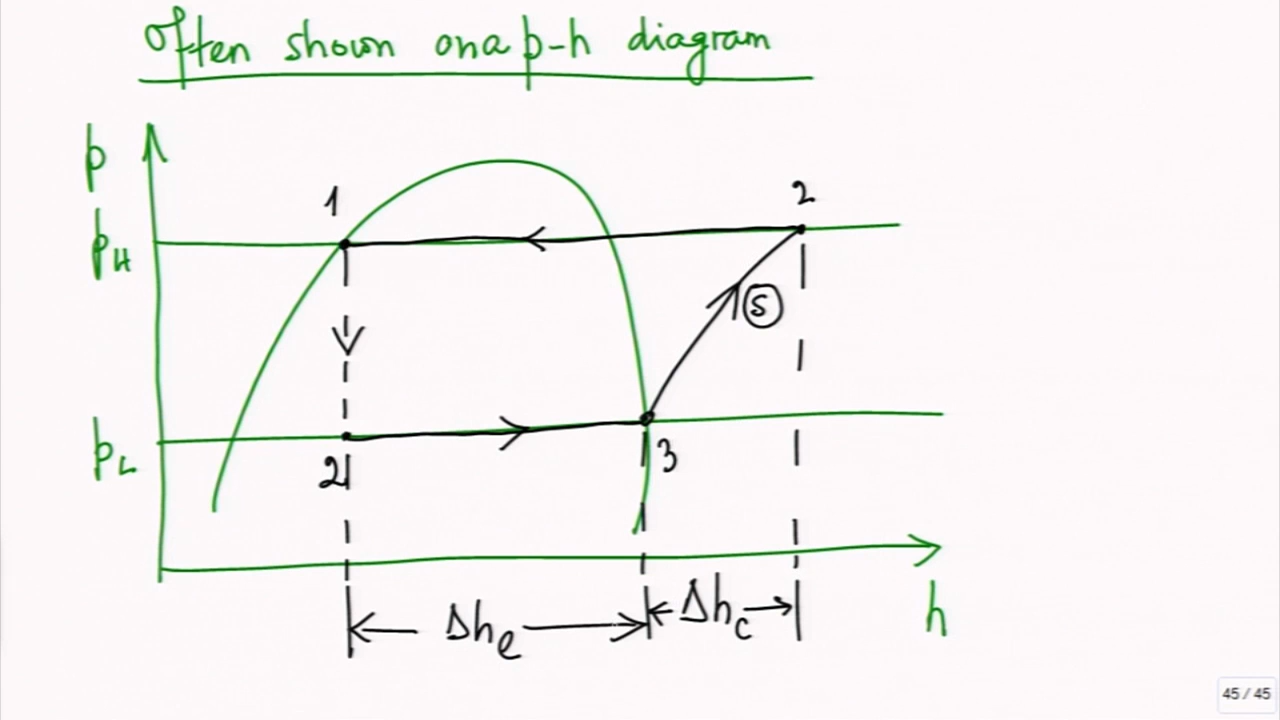 Often shown on a p-h diagram
p
1
2
pH
S
pL
2
3
Δhe
Δhc
h
45 / 45